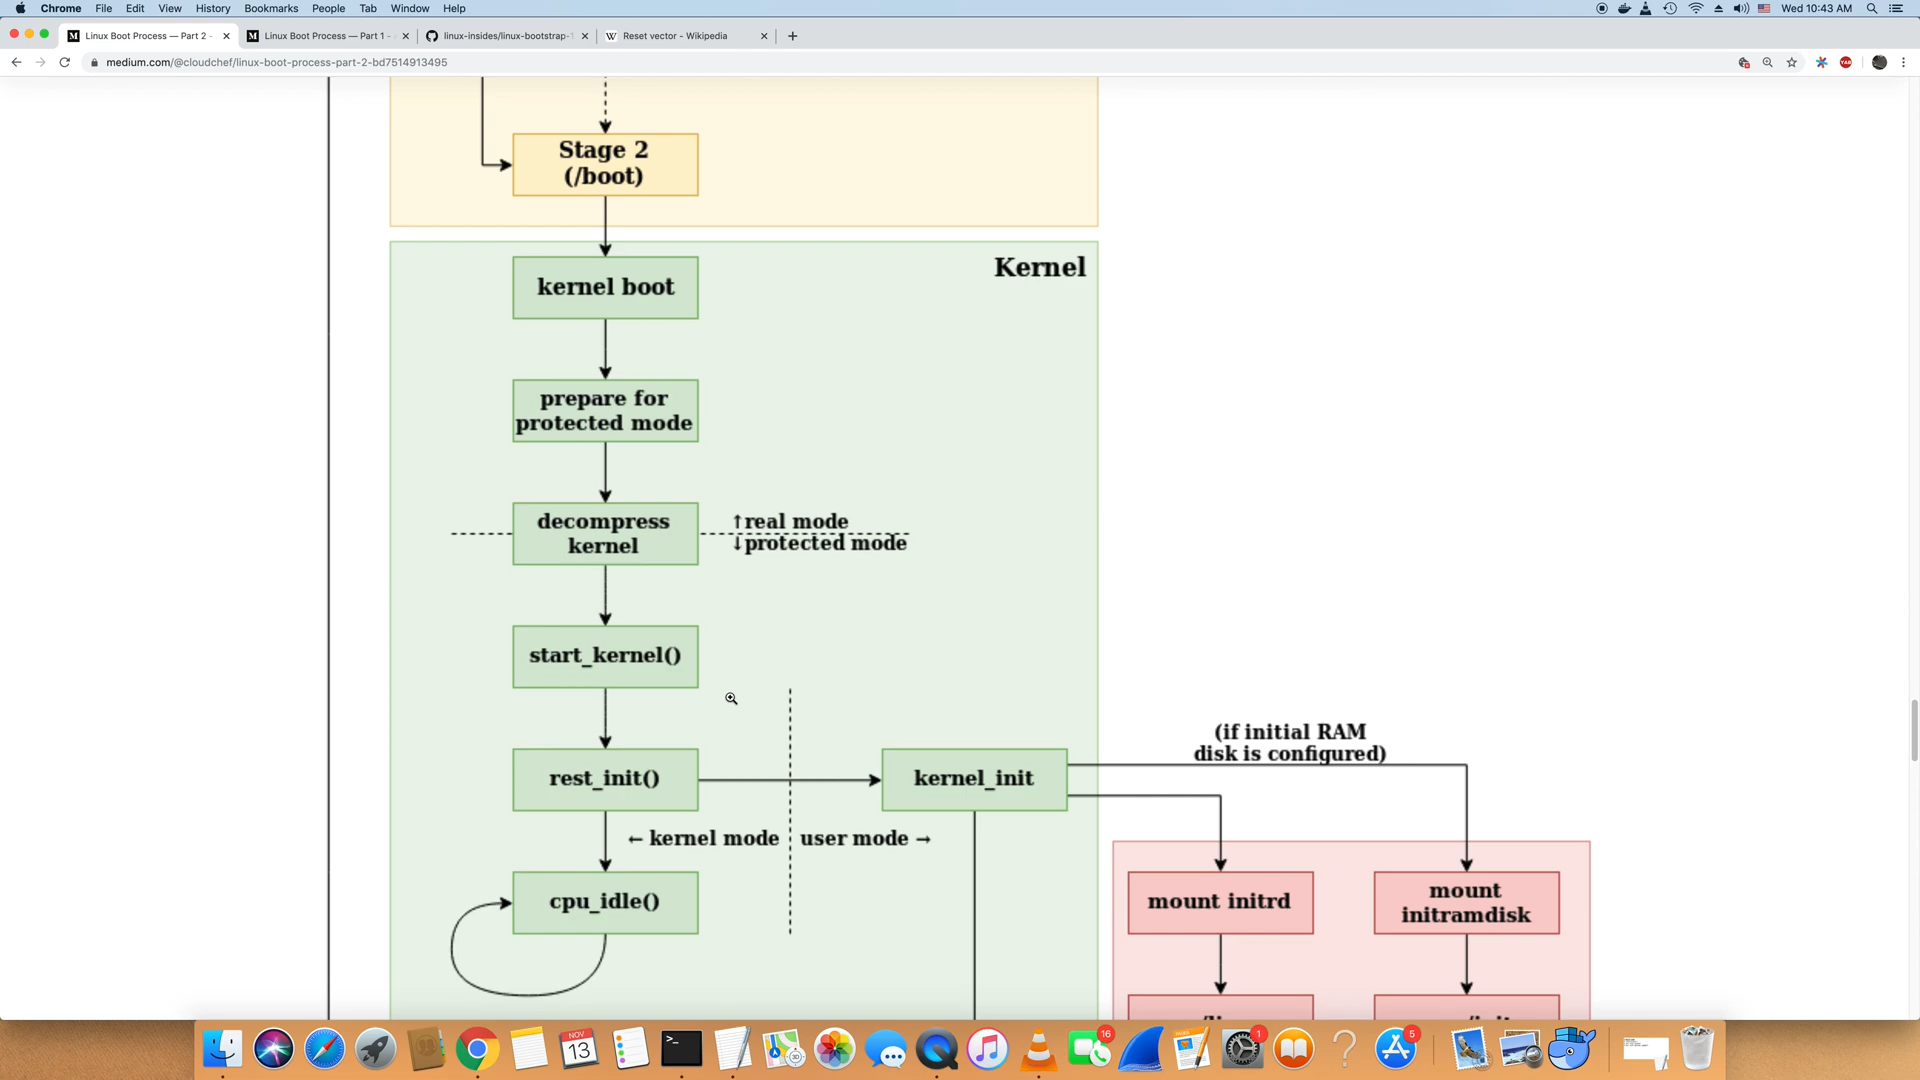 Chrome File Edit View History Bookmarks People Tab Window Help
Wed 10:43 AM
Linux Boot Process — Part 2 -
Linux Boot Process — Part 1 -
linux-insides/linux-bootstrap-1
Reset vector - Wikipedia
medium.com/@cloudchef/linux-boot-process-part-2-bd7514913495
Stage 2
(/boot)
Kernel
kernel boot
prepare for
protected mode
decompress
kernel
↑real mode
↓protected mode
start_kernel()
(if initial RAM
disk is configured)
rest_init()
kernel_init
← kernel mode
user mode →
cpu_idle()
mount initrd
mount
initramdisk
NOV
13
16
1
5